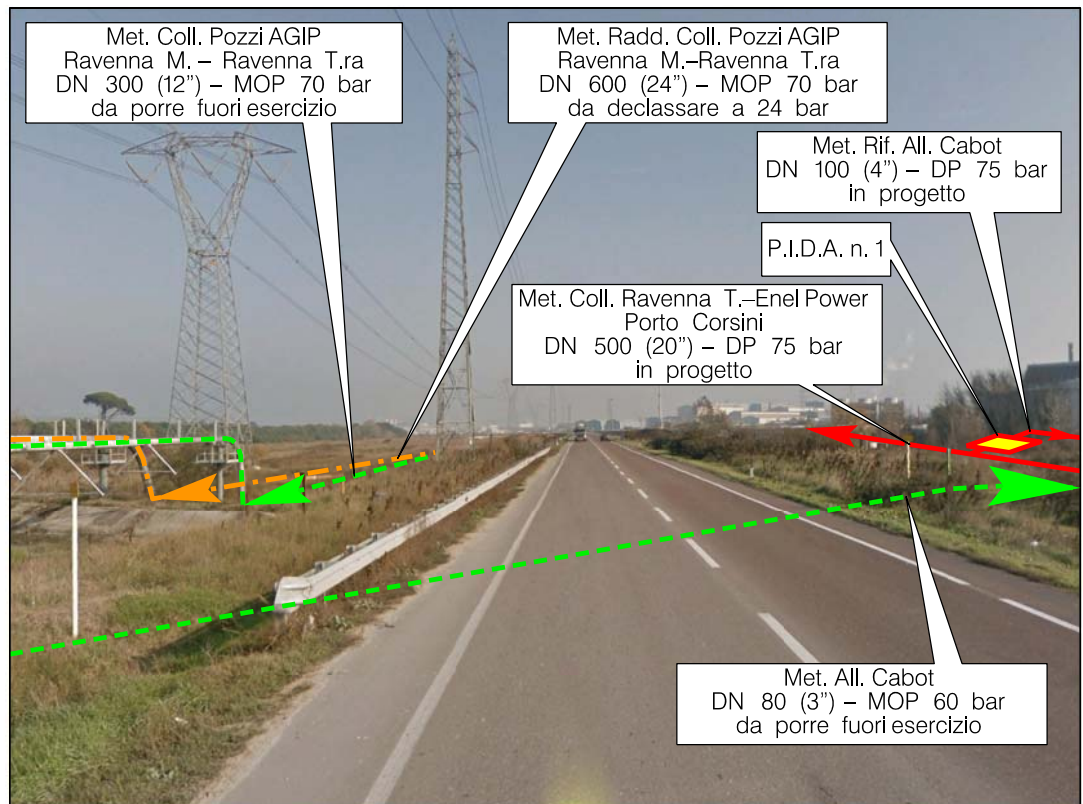 Met. Coll. Pozzi AGIP
Ravenna M. – Ravenna T.ra
DN 300 (12") – MOP 70 bar
da porre fuori esercizio
Met. Radd. Coll. Pozzi AGIP
Ravenna M.–Ravenna T.ra
DN 600 (24") – MOP 70 bar
da declassare a 24 bar
Met. Rif. All. Cabot
DN 100 (4") – DP 75 bar
in progetto
P.I.D.A. n. 1
Met. Coll. Ravenna T.–Enel Power
Porto Corsini
DN 500 (20") – DP 75 bar
in progetto
Met. All. Cabot
DN 80 (3") – MOP 60 bar
da porre fuori esercizio